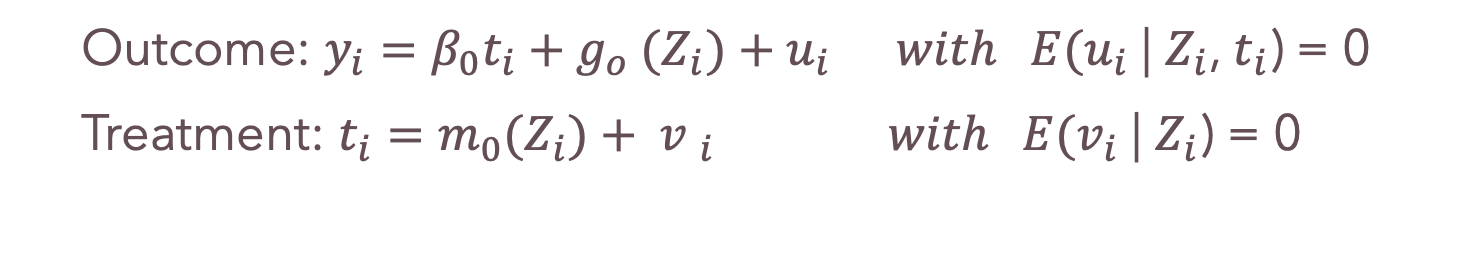 Outcome: 𝑦ᵢ = 𝛽₀𝑡ᵢ + 𝑔ₒ (𝑍ᵢ) + 𝑢ᵢ with 𝐸(𝑢ᵢ | 𝑍ᵢ, 𝑡ᵢ) = 0
Treatment: 𝑡ᵢ = 𝑚₀(𝑍ᵢ) + 𝑣 ᵢ with 𝐸(𝑣ᵢ | 𝑍ᵢ) = 0